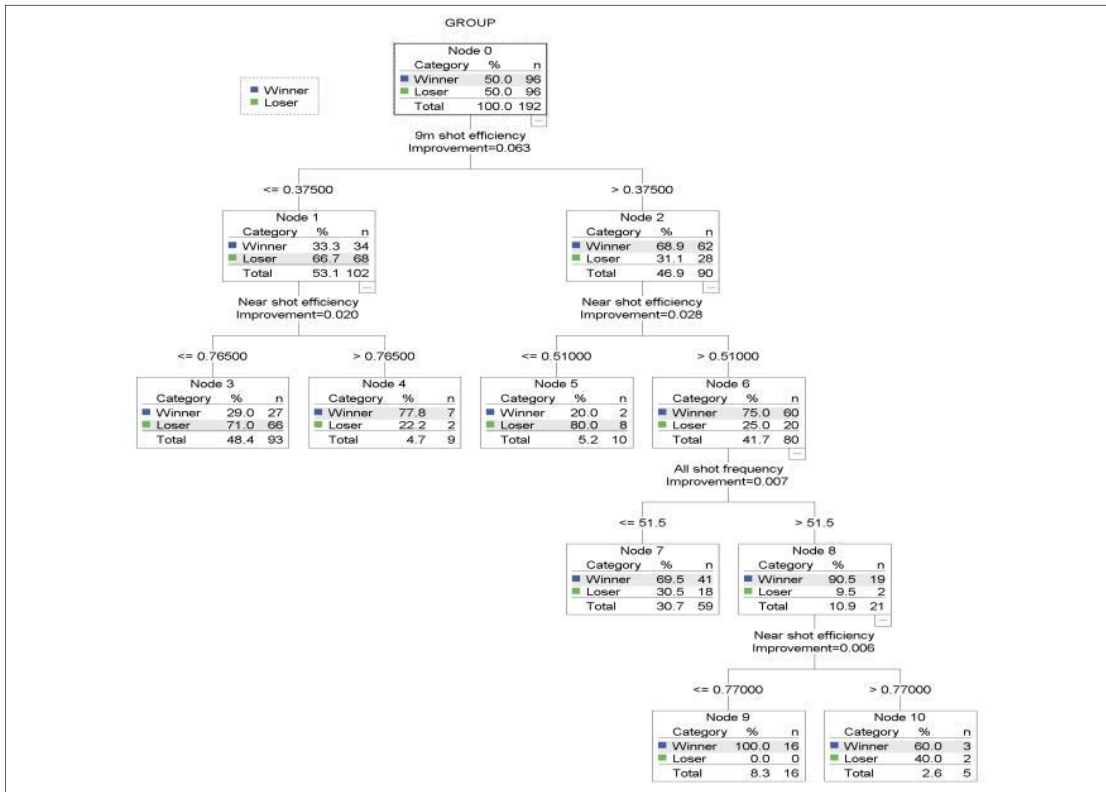 GROUP
Winner
Loser
Node 0
Category % n
Winner 50.0 96
Loser 50.0 96
Total 100.0 192
9m shot efficiency
Improvement=0.063
<= 0.37500
> 0.37500
Node 1
Category % n
Winner 33.3 34
Loser 66.7 68
Total 53.1 102
Node 2
Category % n
Winner 68.9 62
Loser 31.1 28
Total 46.9 90
Near shot efficiency
Improvement=0.020
Near shot efficiency
Improvement=0.028
<= 0.76500
> 0.76500
<= 0.51000
> 0.51000
Node 3
Category % n
Winner 29.0 27
Loser 71.0 66
Total 48.4 93
Node 4
Category % n
Winner 77.8 7
Loser 22.2 2
Total 4.7 9
Node 5
Category % n
Winner 20.0 2
Loser 80.0 8
Total 5.2 10
Node 6
Category % n
Winner 75.0 60
Loser 25.0 20
Total 41.7 80
All shot frequency
Improvement=0.007
<= 51.5
> 51.5
Node 7
Category % n
Winner 69.5 41
Loser 30.5 18
Total 30.7 59
Node 8
Category % n
Winner 90.5 19
Loser 9.5 2
Total 10.9 21
Near shot efficiency
Improvement=0.006
<= 0.77000
> 0.77000
Node 9
Category % n
Winner 100.0 16
Loser 0.0 0
Total 8.3 16
Node 10
Category % n
Winner 60.0 3
Loser 40.0 2
Total 2.6 5